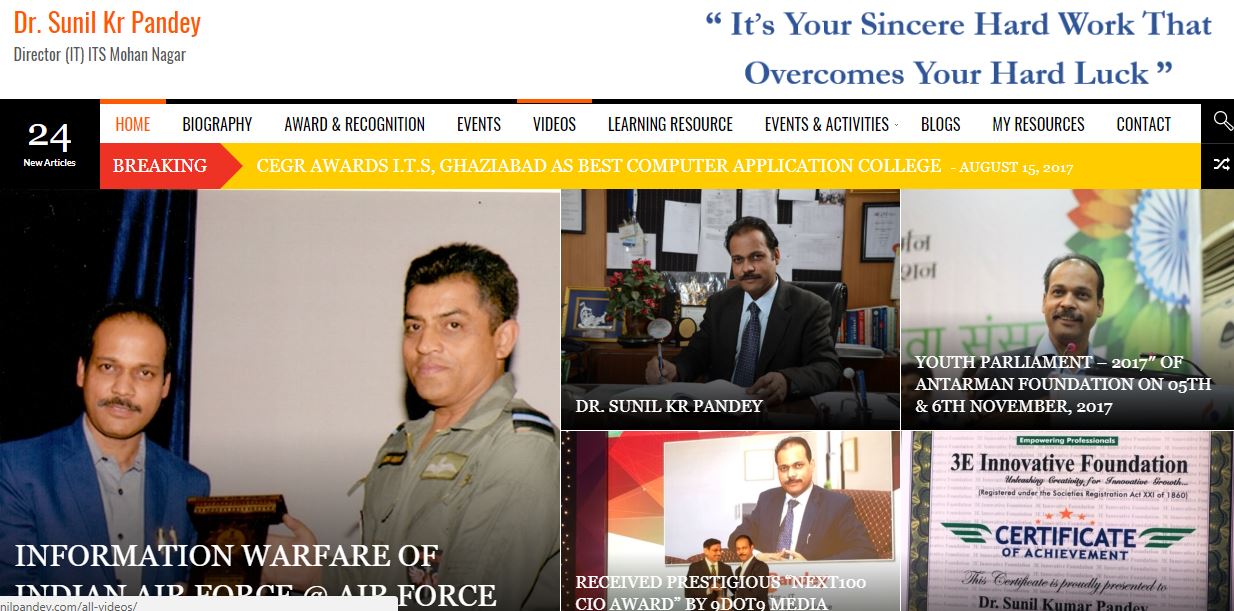 Dr. Sunil Kr Pandey
Director (IT) ITS Mohan Nagar
“ It’s Your Sincere Hard Work That
Overcomes Your Hard Luck ”
24
New Articles
HOME BIOGRAPHY AWARD & RECOGNITION EVENTS VIDEOS LEARNING RESOURCE EVENTS & ACTIVITIES BLOGS MY RESOURCES CONTACT
BREAKING CEGR AWARDS I.T.S, GHAZIABAD AS BEST COMPUTER APPLICATION COLLEGE - AUGUST 15, 2017
INFORMATION WARFARE OF
INDIAN AIR FORCE @ AIR FORCE
nilpandey.com/all-videos/
DR. SUNIL KR PANDEY
YOUTH PARLIAMENT – 2017″ OF
ANTARMAN FOUNDATION ON 05TH
& 6TH NOVEMBER, 2017
RECEIVED PRESTIGIOUS “NEXT100
CIO AWARD” BY 9DOT9 MEDIA
Empowering Professionals
3E Innovative Foundation
Unleashing Creativity for Innovative Growth...
(Registered under the Societies Registration Act XXI of 1860)
CERTIFICATE
OF ACHIEVEMENT
This Certificate is proudly presented to
Dr. Sunil Kumar Pandey